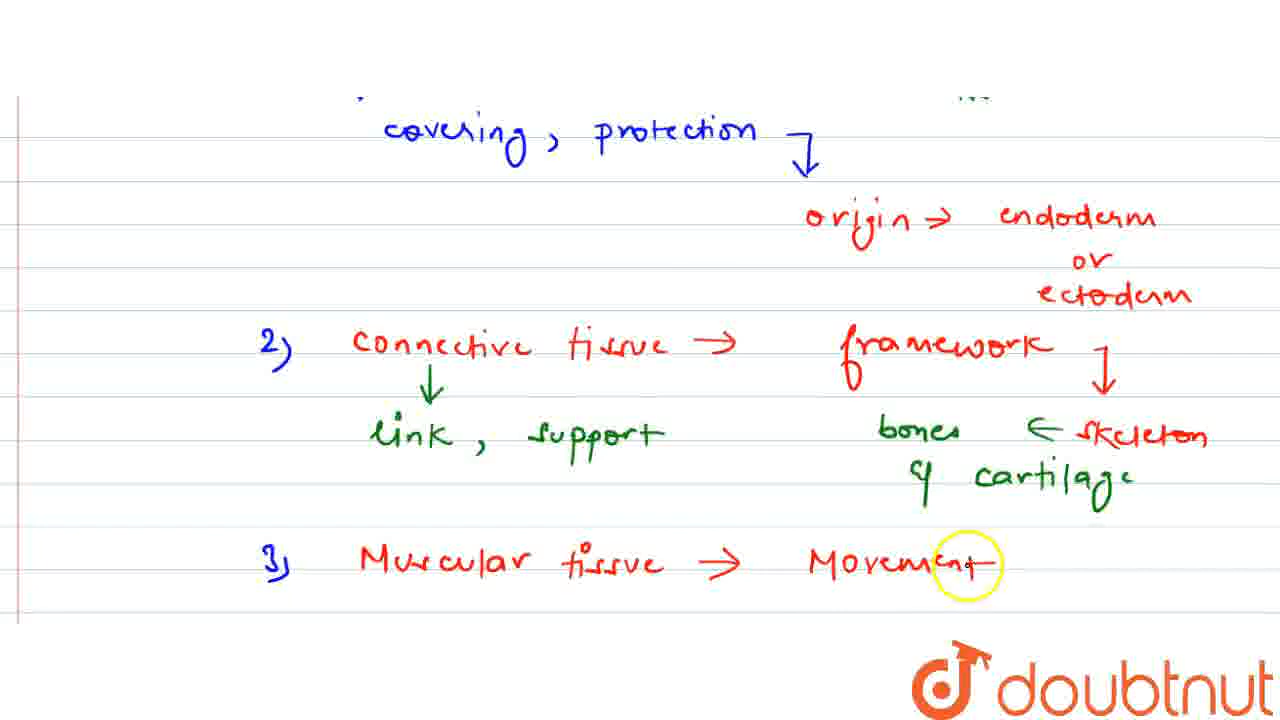 covering, protection
origin → endoderm
or
ectoderm
2) connective tissue → framework
link, support
bones ← skeleton
& cartilage
3) Muscular tissue → Movement
doubtnut